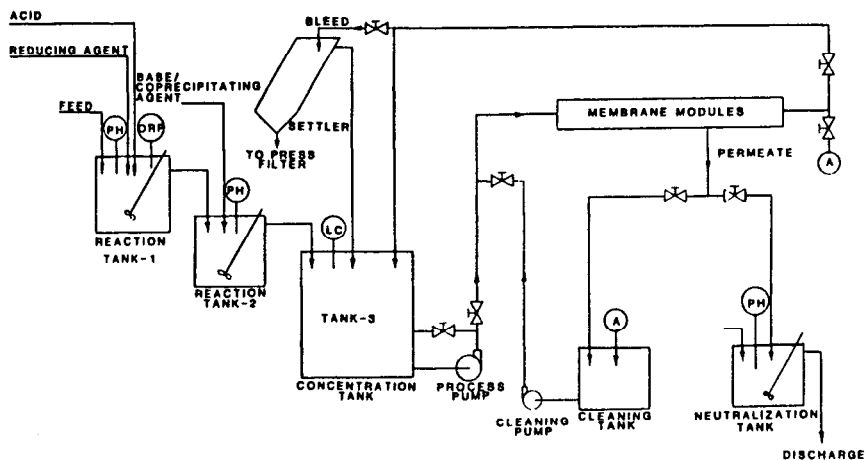 ACID
REDUCING AGENT
FEED
PH
ORP
BASE/
COPRECIPITATING
AGENT
BLEED
SETTLER
TO PRESS
FILTER
REACTION
TANK-1
PH
REACTION
TANK-2
LC
TANK-3
CONCENTRATION
TANK
PROCESS
PUMP
MEMBRANE MODULES
PERMEATE
A
A
CLEANING
PUMP
CLEANING
TANK
PH
NEUTRALIZATION
TANK
DISCHARGE